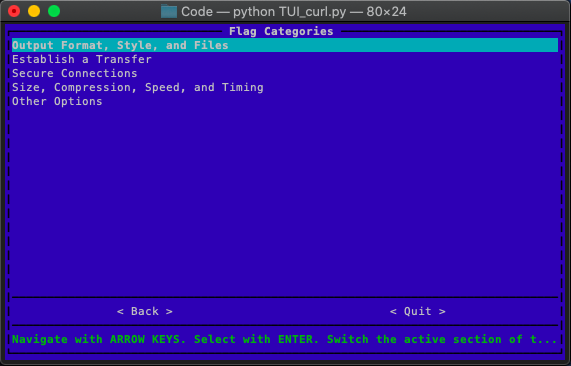 Code — python TUI_curl.py — 80×24
Flag Categories
Output Format, Style, and Files
Establish a Transfer
Secure Connections
Size, Compression, Speed, and Timing
Other Options
< Back > < Quit >
Navigate with ARROW KEYS. Select with ENTER. Switch the active section of t...